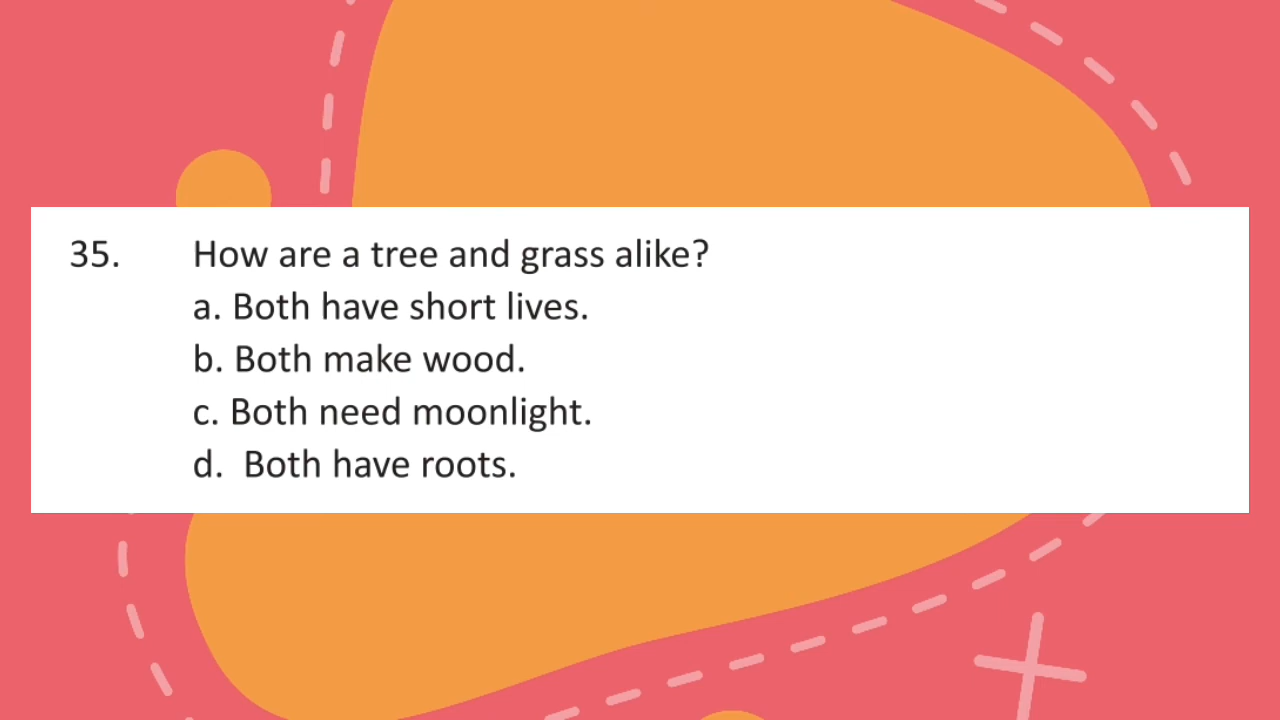 35. How are a tree and grass alike?
a. Both have short lives.
b. Both make wood.
c. Both need moonlight.
d. Both have roots.